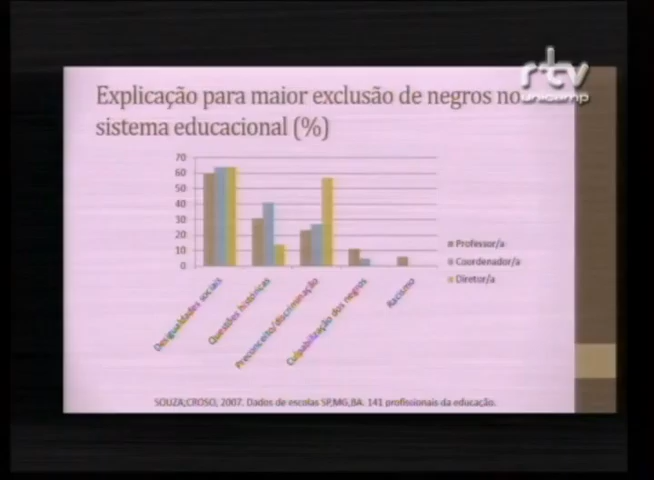 rtv
unicamp
Explicação para maior exclusão de negros no
sistema educacional (%)
70
60
50
40
30
20
10
0
Professor/a
Coordenador/a
Diretor/a
Desigualdades sociais
Questões históricas
Preconceito/discriminação
Culpabilização dos negros
Racismo
SOUZA;CROSO, 2007. Dados de escolas SP,MG,BA. 141 profissionais da educação.